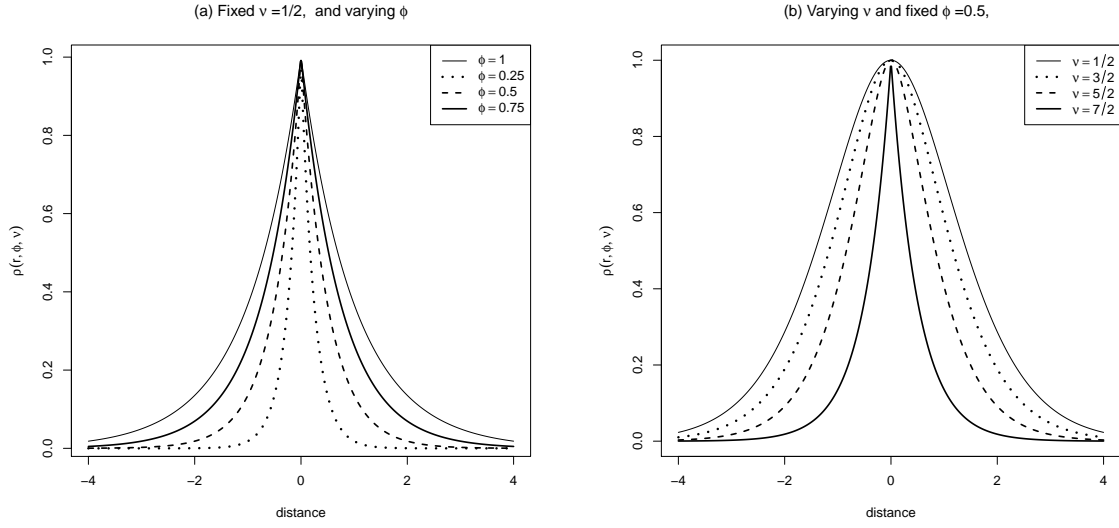 (a) Fixed ν =1/2,  and varying ϕ
ρ(r, ϕ, ν)
1.0
0.8
0.6
0.4
0.2
0.0
ϕ = 1
ϕ = 0.25
ϕ = 0.5
ϕ = 0.75
−4
−2
0
2
4
distance
(b) Varying ν and fixed ϕ =0.5,
ρ(r, ϕ, ν)
1.0
0.8
0.6
0.4
0.2
0.0
ν = 1/2
ν = 3/2
ν = 5/2
ν = 7/2
−4
−2
0
2
4
distance